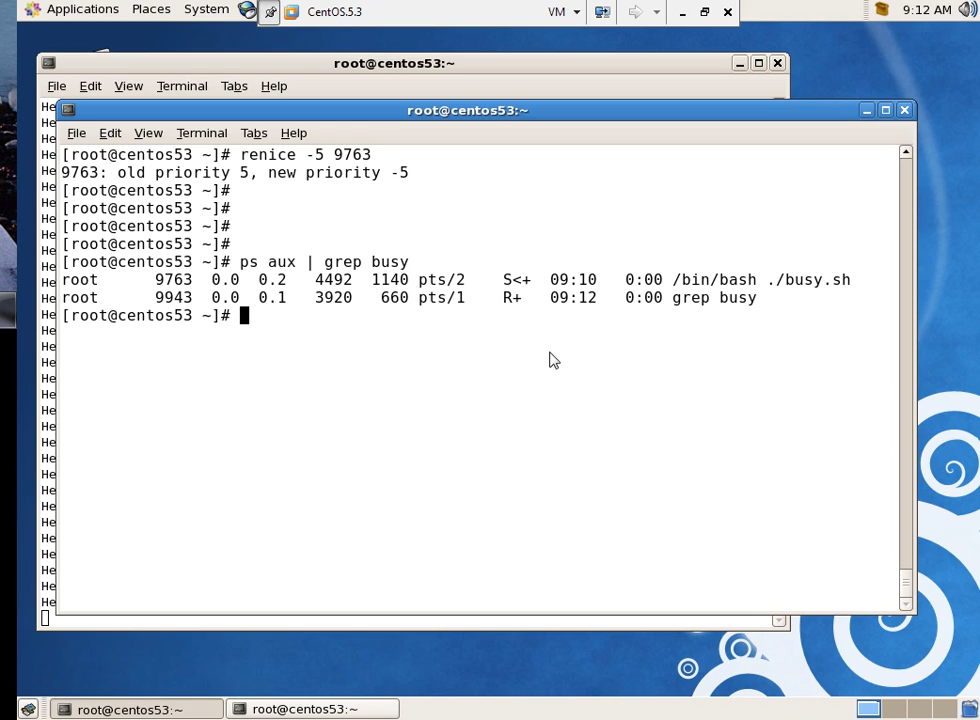 Applications Places System
CentOS.5.3
VM
9:12 AM
root@centos53:~
File Edit View Terminal Tabs Help
root@centos53:~
File Edit View Terminal Tabs Help
[root@centos53 ~]# renice -5 9763
9763: old priority 5, new priority -5
[root@centos53 ~]#
[root@centos53 ~]#
[root@centos53 ~]#
[root@centos53 ~]#
[root@centos53 ~]# ps aux | grep busy
root 9763 0.0 0.2 4492 1140 pts/2 S<+ 09:10 0:00 /bin/bash ./busy.sh
root 9943 0.0 0.1 3920 660 pts/1 R+ 09:12 0:00 grep busy
[root@centos53 ~]#
root@centos53:~
root@centos53:~